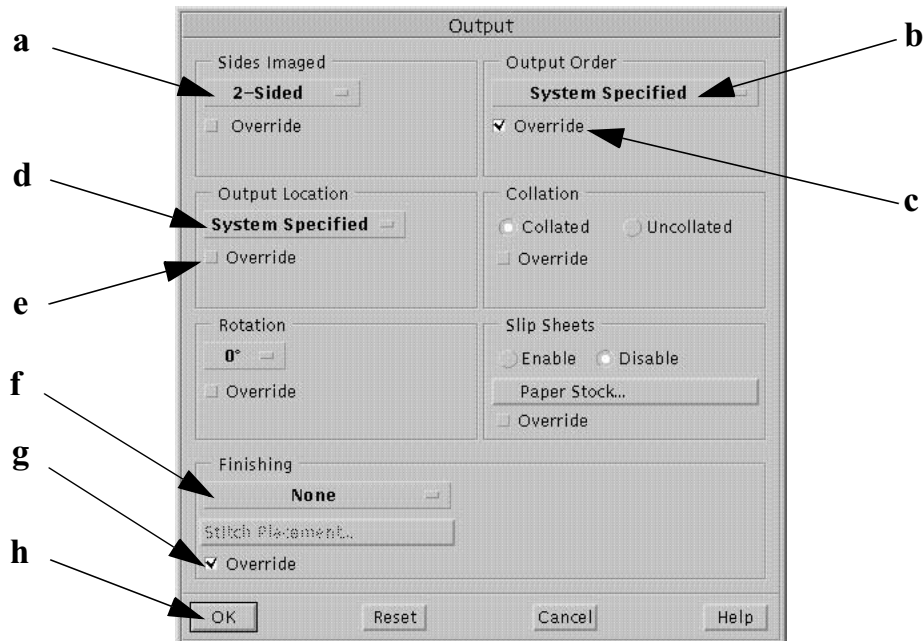 Output
a
b
Sides Imaged
2-Sided
Override
Output Order
System Specified
Override
c
d
Output Location
System Specified
Override
e
Collation
Collated
Uncollated
Override
Rotation
0°
Override
f
Slip Sheets
Enable
Disable
Paper Stock...
Override
g
Finishing
None
Stitch Placement...
Override
h
OK
Reset
Cancel
Help